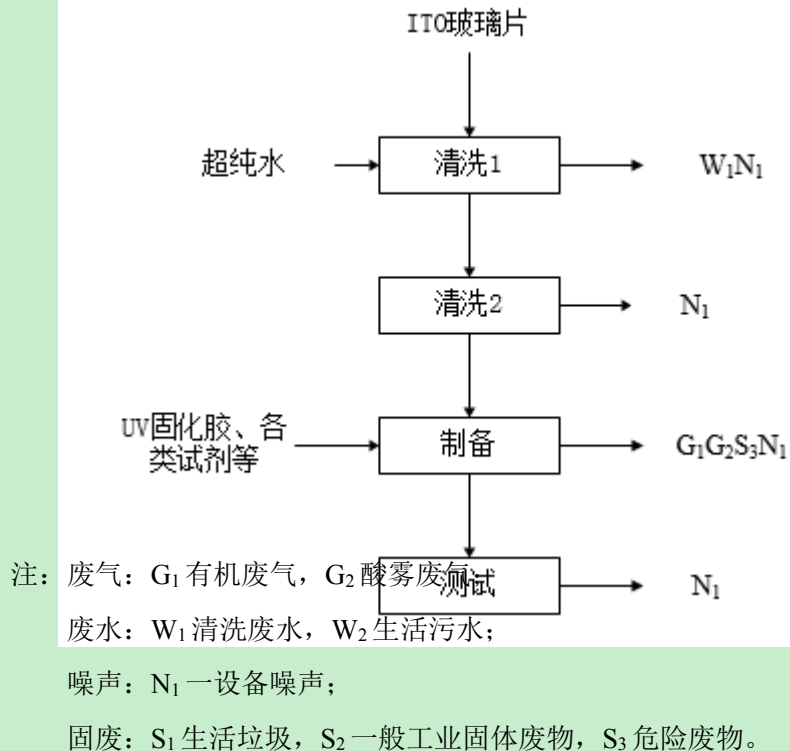 ITO玻璃片
超纯水
清洗1
W₁N₁
清洗2
N₁
UV固化胶、各
类试剂等
制备
G₁G₂S₃N₁
测试
N₁
注：废气：G₁有机废气，G₂酸雾废气；
废水：W₁清洗废水，W₂生活污水；
噪声：N₁—设备噪声；
固废：S₁生活垃圾，S₂一般工业固体废物，S₃危险废物。